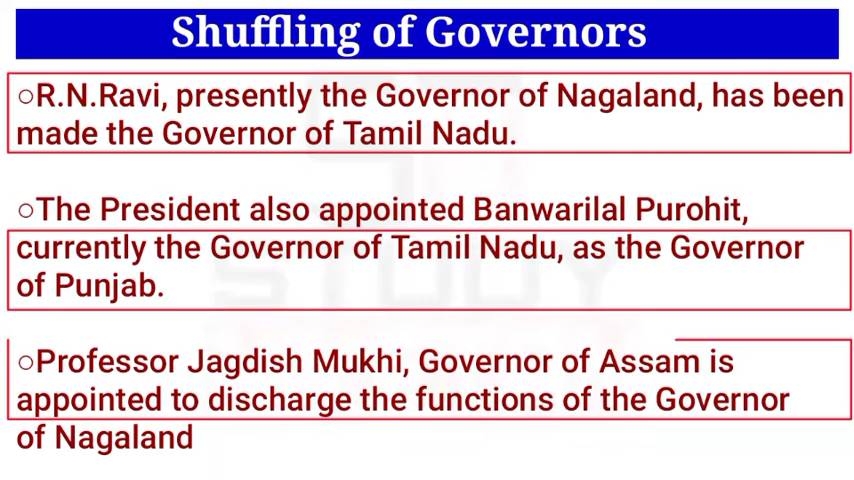 Shuffling of Governors
○R.N.Ravi, presently the Governor of Nagaland, has been
made the Governor of Tamil Nadu.
○The President also appointed Banwarilal Purohit,
currently the Governor of Tamil Nadu, as the Governor
of Punjab.
○Professor Jagdish Mukhi, Governor of Assam is
appointed to discharge the functions of the Governor
of Nagaland